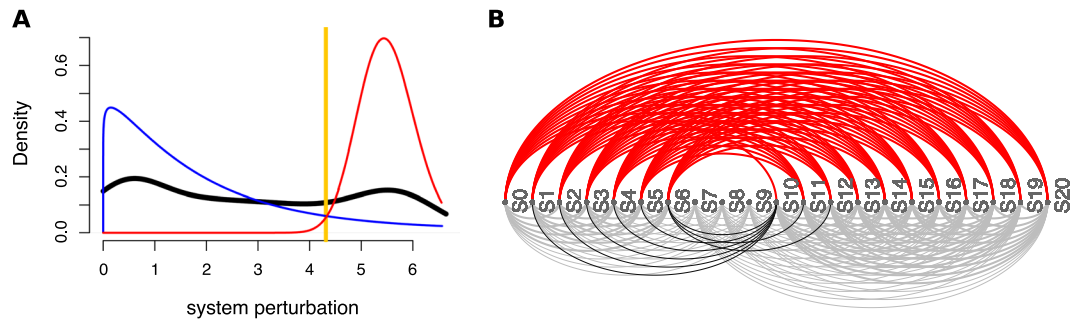 A
B
Density
0.0
0.2
0.4
0.6
0 1 2 3 4 5 6
system perturbation
S0 S1 S2 S3 S4 S5 S6 S7 S8 S9 S10 S11 S12 S13 S14 S15 S16 S17 S18 S19 S20